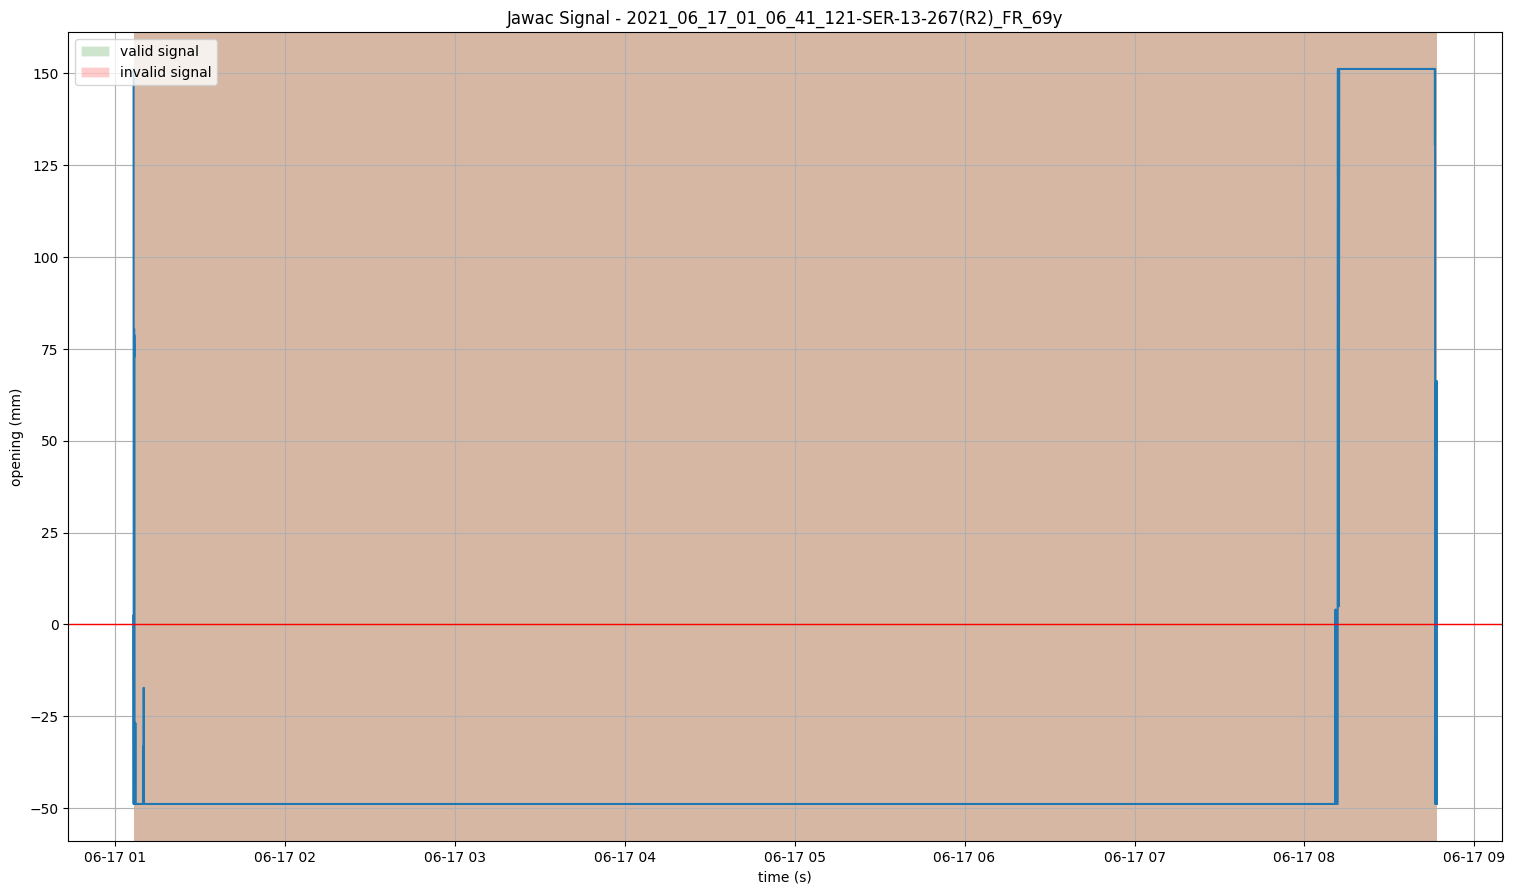 Jawac Signal - 2021_06_17_01_06_41_121-SER-13-267(R2)_FR_69y
valid signal
invalid signal
opening (mm)
150
125
100
75
50
25
0
−25
−50
06-17 01 06-17 02 06-17 03 06-17 04 06-17 05 06-17 06 06-17 07 06-17 08 06-17 09
time (s)